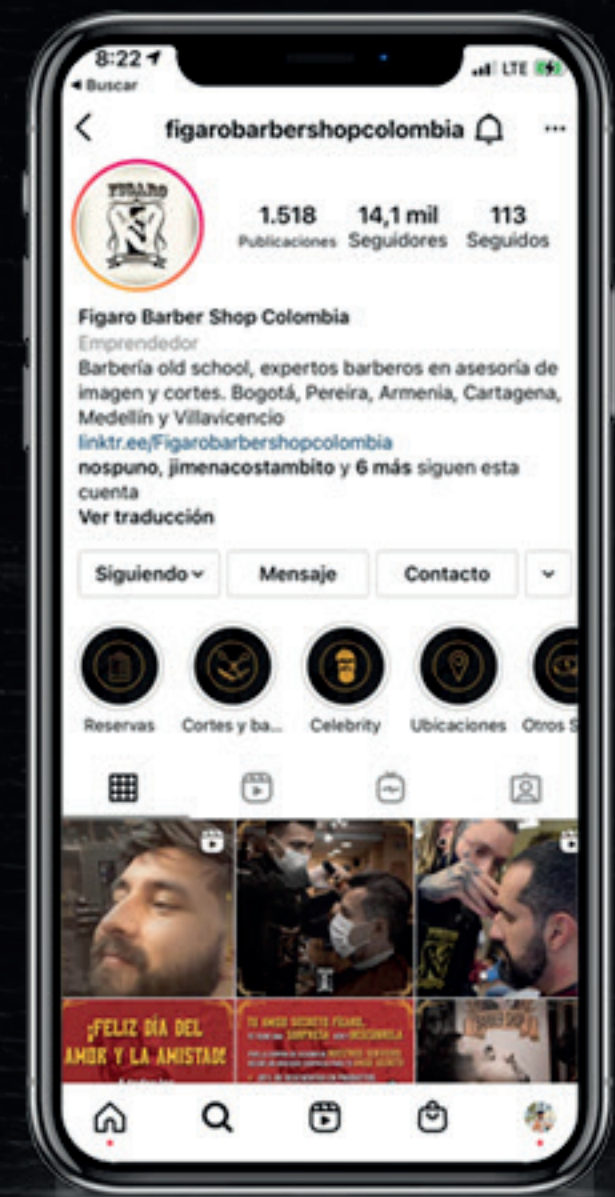 8:22
LTE
Buscar
figarobarbershopcolombia
FIGARO
1.518 14,1 mil 113
Publicaciones Seguidores Seguidos
Figaro Barber Shop Colombia
Emprendedor
Barbería old school, expertos barberos en asesoría de
imagen y cortes. Bogotá, Pereira, Armenia, Cartagena,
Medellín y Villavicencio
linktr.ee/Figarobarbershopcolombia
nospuno, jimenacostambito y 6 más siguen esta
cuenta
Ver traducción
Siguiendo Mensaje Contacto
Reservas Cortes y ba... Celebrity Ubicaciones Otros S
¡FELIZ DÍA DEL
AMOR Y LA AMISTAD!
TU AMIGO SECRETO FÍGARO,
SORPRESA DESCÚBRELA